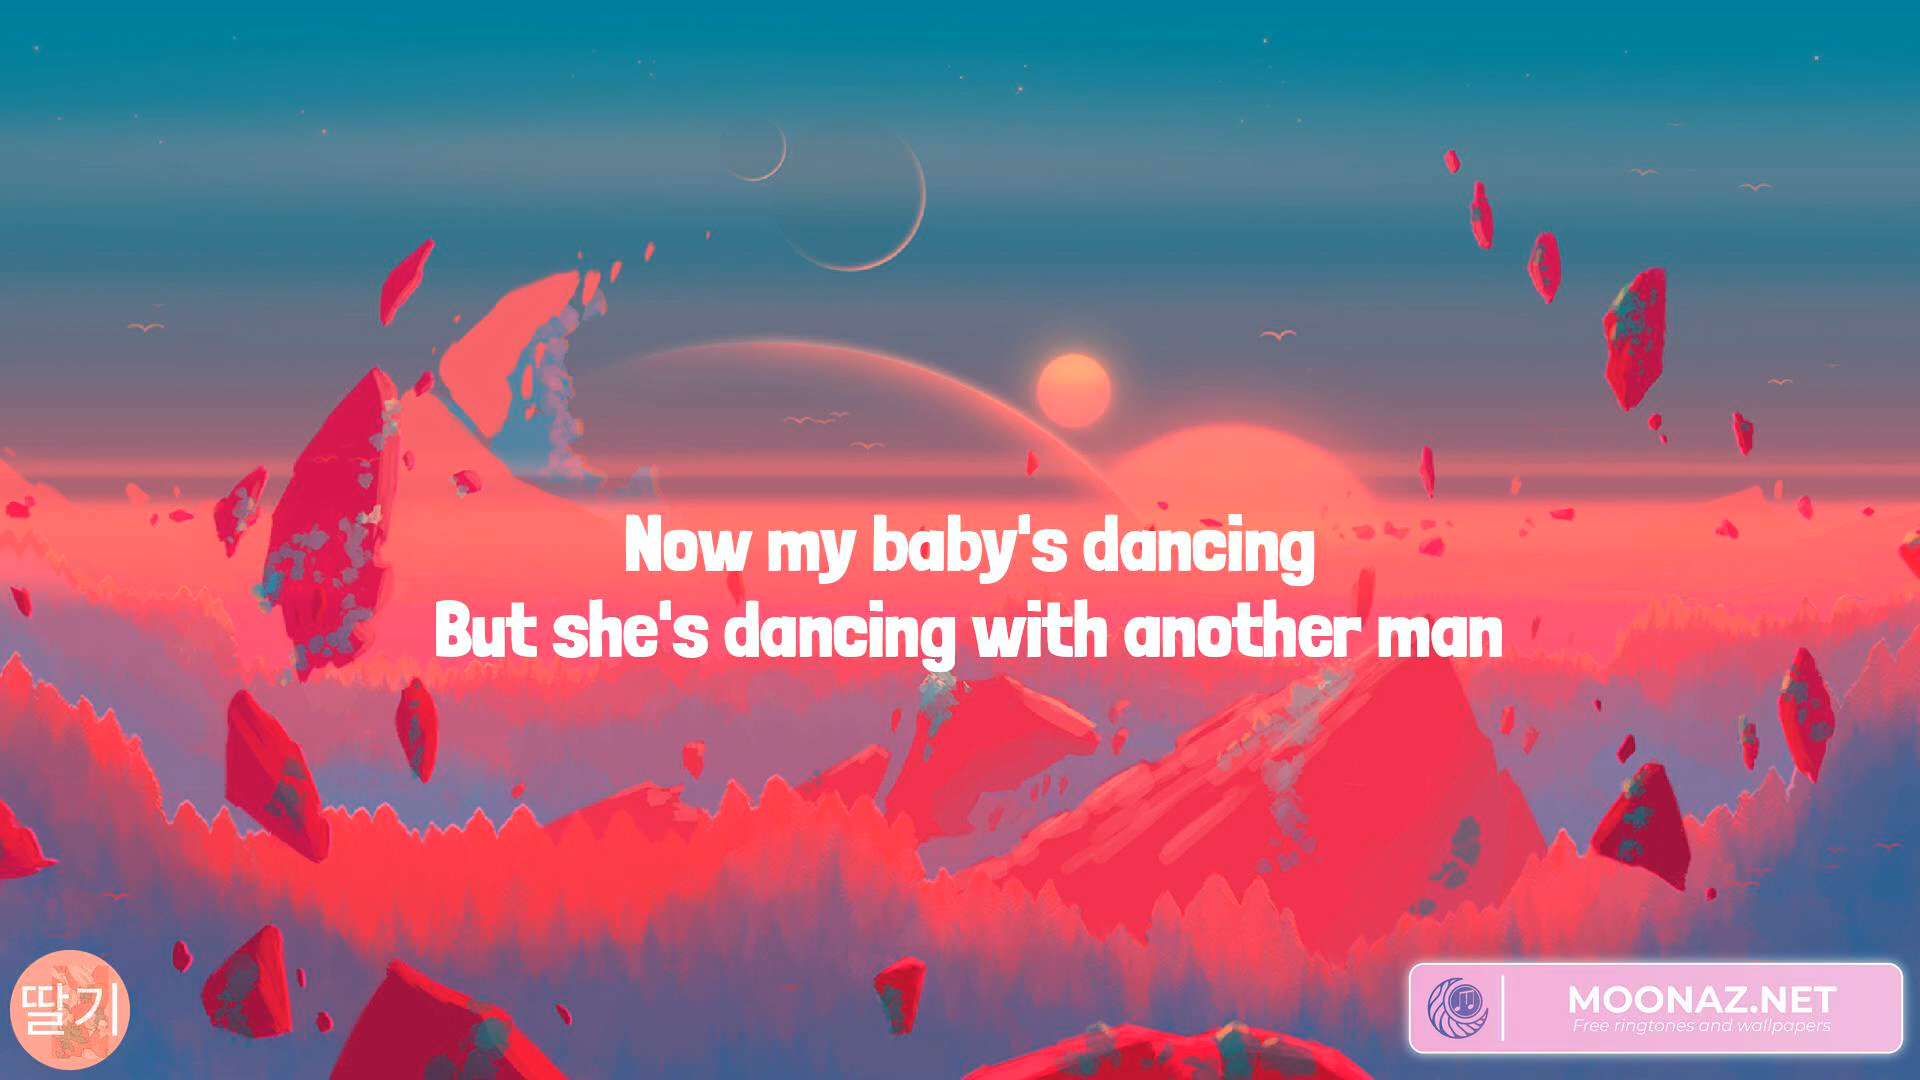 Now my baby's dancing
But she's dancing with another man
딸기
MOONAZ.NET
Free ringtones and wallpapers